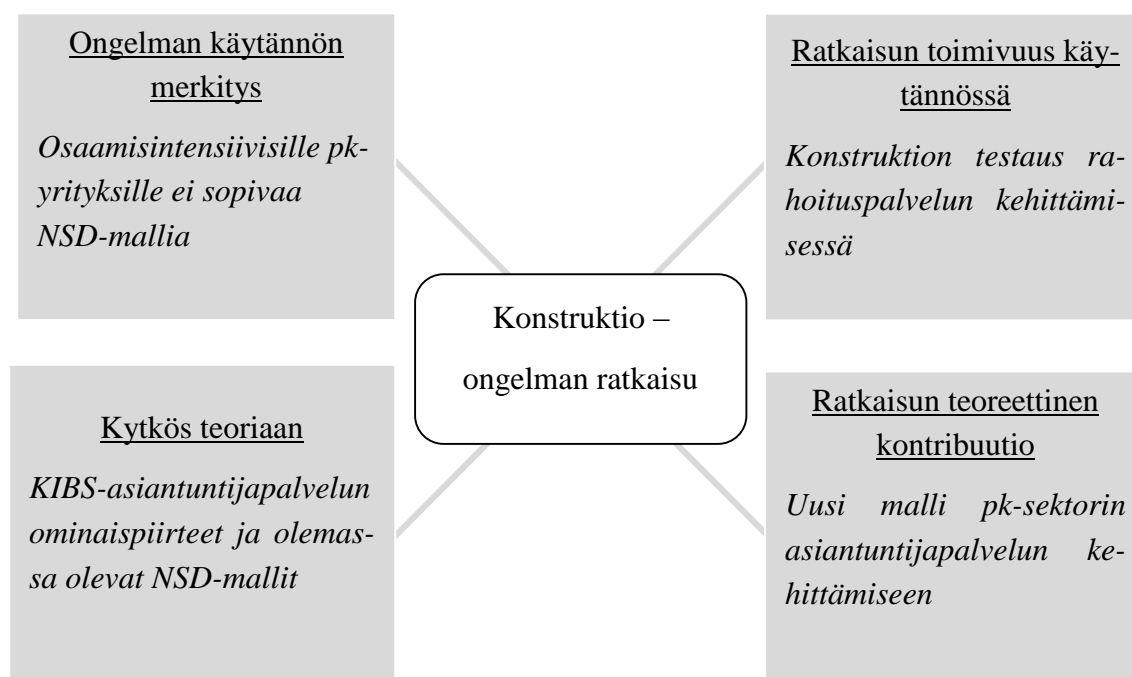 Ongelman käytännön
merkitys
Osaamisintensiivisille pk-
yrityksille ei sopivaa
NSD-mallia
Ratkaisun toimivuus käy-
tännössä
Konstruktion testaus ra-
hoituspalvelun kehittämi-
sessä
Konstruktio –
ongelman ratkaisu
Kytkös teoriaan
KIBS-asiantuntijapalvelun
ominaispiirteet ja olemas-
sa olevat NSD-mallit
Ratkaisun teoreettinen
kontribuutio
Uusi malli pk-sektorin
asiantuntijapalvelun ke-
hittämiseen